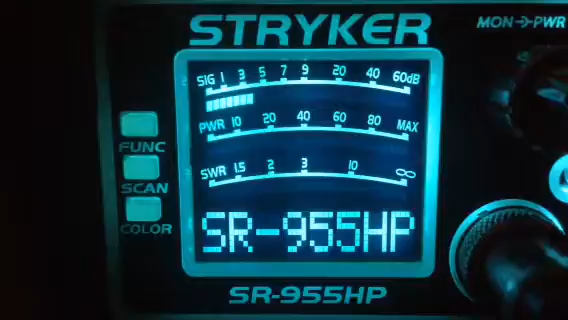 STRYKER
MON PWR
SIG 1 3 5 7 9 20 40 60dB
PWR 10 20 40 60 80 MAX
FUNC
SWR 1.5 2 3 10 ∞
SCAN
COLOR
SR-955HP
SR-955HP